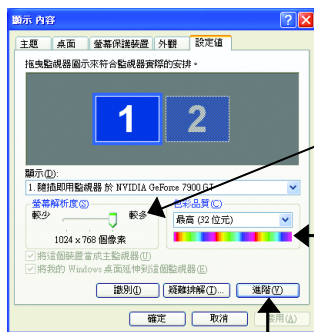 顯示 內容
主題 桌面 螢幕保護裝置 外觀 設定值
拖曳監視器圖示來符合監視器實際的安排。
1 2
顯示(D):
1. 隨插即用監視器 於 NVIDIA GeForce 7900 GT
螢幕解析度(S) 色彩品質(C)
較少 較多 最高 (32 位元)
1024 x 768 個像素
將這個裝置當成主監視器(U)
將我的 Windows 桌面延伸到這個監視器(E)
識別(I) 疑難排解(T)... 進階(V)
確定 取消 套用(A)